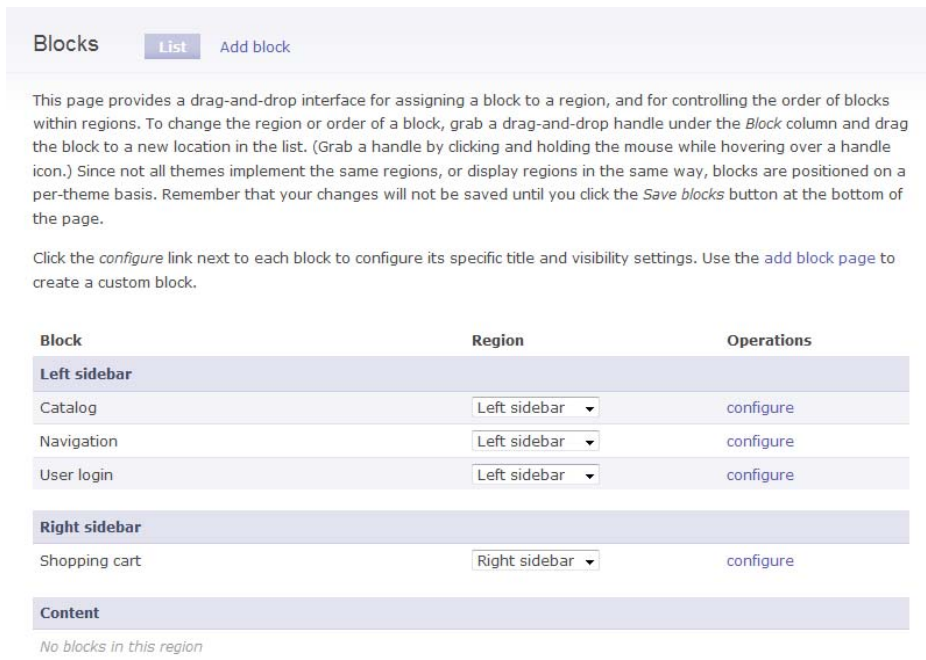 Blocks List Add block
This page provides a drag-and-drop interface for assigning a block to a region, and for controlling the order of blocks
within regions. To change the region or order of a block, grab a drag-and-drop handle under the Block column and drag
the block to a new location in the list. (Grab a handle by clicking and holding the mouse while hovering over a handle
icon.) Since not all themes implement the same regions, or display regions in the same way, blocks are positioned on a
per-theme basis. Remember that your changes will not be saved until you click the Save blocks button at the bottom of
the page.
Click the configure link next to each block to configure its specific title and visibility settings. Use the add block page to
create a custom block.
Block Region Operations
Left sidebar
Catalog Left sidebar configure
Navigation Left sidebar configure
User login Left sidebar configure
Right sidebar
Shopping cart Right sidebar configure
Content
No blocks in this region